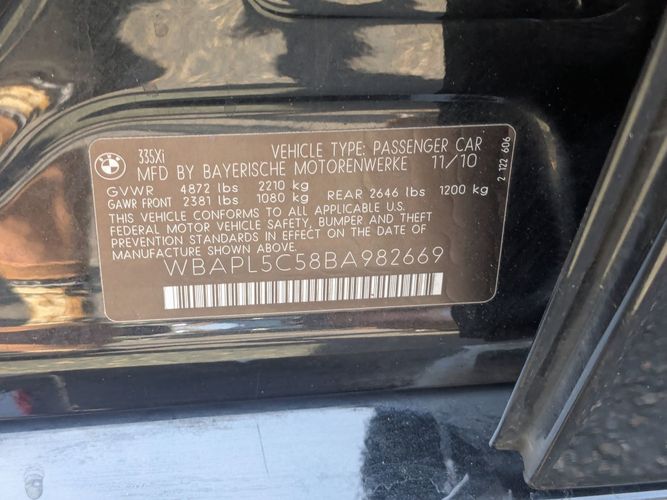 335Xi VEHICLE TYPE: PASSENGER CAR
MFD BY BAYERISCHE MOTORENWERKE 11/10
GVWR 4872 lbs 2210 kg
GAWR FRONT 2381 lbs 1080 kg REAR 2646 lbs 1200 kg
THIS VEHICLE CONFORMS TO ALL APPLICABLE U.S.
FEDERAL MOTOR VEHICLE SAFETY, BUMPER AND THEFT
STANDARDS IN EFFECT ON THE DATE OF
MANUFACTURE SHOWN ABOVE.
WBAPL5C58BA982669
2 122 606